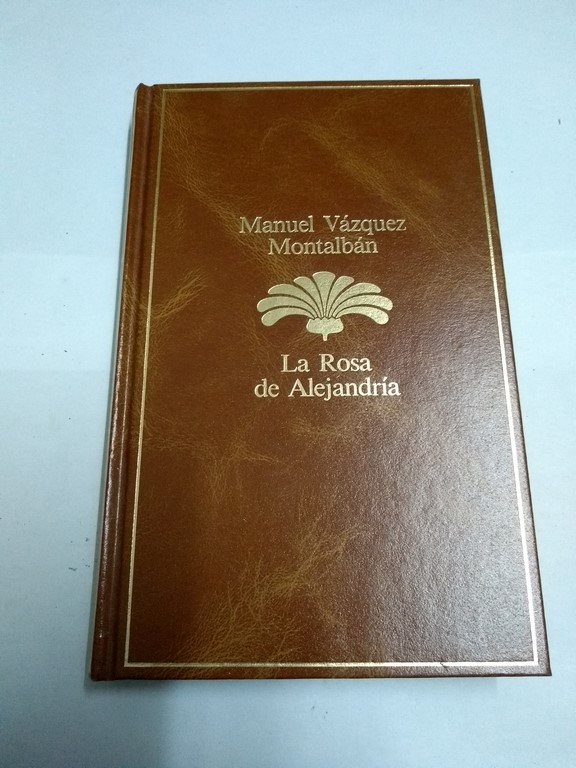 Manuel Vázquez
Montalbán
La Rosa
de Alejandría